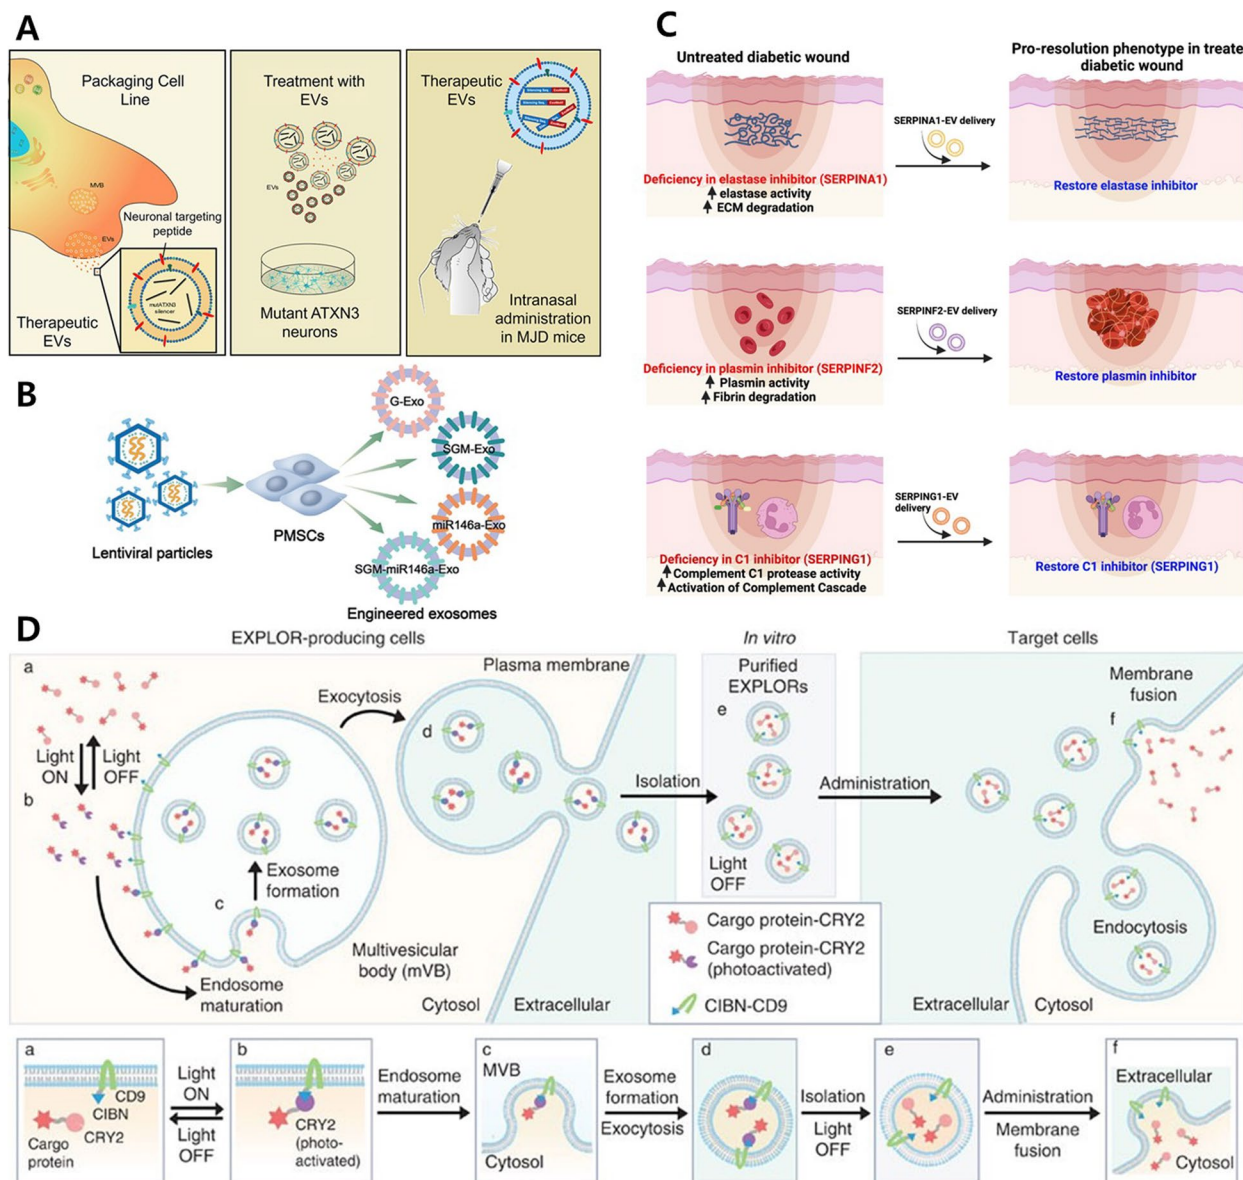 A
Packaging Cell
Line
MVB
Neuronal targeting
peptide
EVs
mutATXN3
silencer
Therapeutic
EVs
Treatment with
EVs
EVs
Mutant ATXN3
neurons
Therapeutic
EVs
Intranasal
administration
in MJD mice
B
Lentiviral particles
PMSCs
G-Exo
SGM-Exo
miR146a-Exo
SGM-miR146a-Exo
Engineered exosomes
C
Untreated diabetic wound
Pro-resolution phenotype in treate
diabetic wound
SERPINA1-EV delivery
Deficiency in elastase inhibitor (SERPINA1)
elastase activity
ECM degradation
Restore elastase inhibitor
SERPINF2-EV delivery
Deficiency in plasmin inhibitor (SERPINF2)
Plasmin activity
Fibrin degradation
Restore plasmin inhibitor
SERPING1-EV
delivery
Deficiency in C1 inhibitor (SERPING1)
Complement C1 protease activity
Activation of Complement Cascade
Restore C1 inhibitor (SERPING1)
D
EXPLOR-producing cells
In vitro
Target cells
a
Light
ON
Light
OFF
b
c
Exosome
formation
Endosome
maturation
Multivesicular
body (mVB)
Exocytosis
Plasma membrane
d
Cytosol
Extracellular
Isolation
Purified
EXPLORs
e
Light
OFF
Administration
Membrane
fusion
f
Endocytosis
Extracellular
Cytosol
Cargo protein-CRY2
Cargo protein-CRY2
(photoactivated)
CIBN-CD9
a
CD9
CIBN
CRY2
Cargo
protein
Light
ON
Light
OFF
b
CRY2
(photo-
activated)
Endosome
maturation
c
MVB
Cytosol
Exosome
formation
Exocytosis
d
Isolation
Light
OFF
e
Administration
Membrane
fusion
f
Extracellular
Cytosol